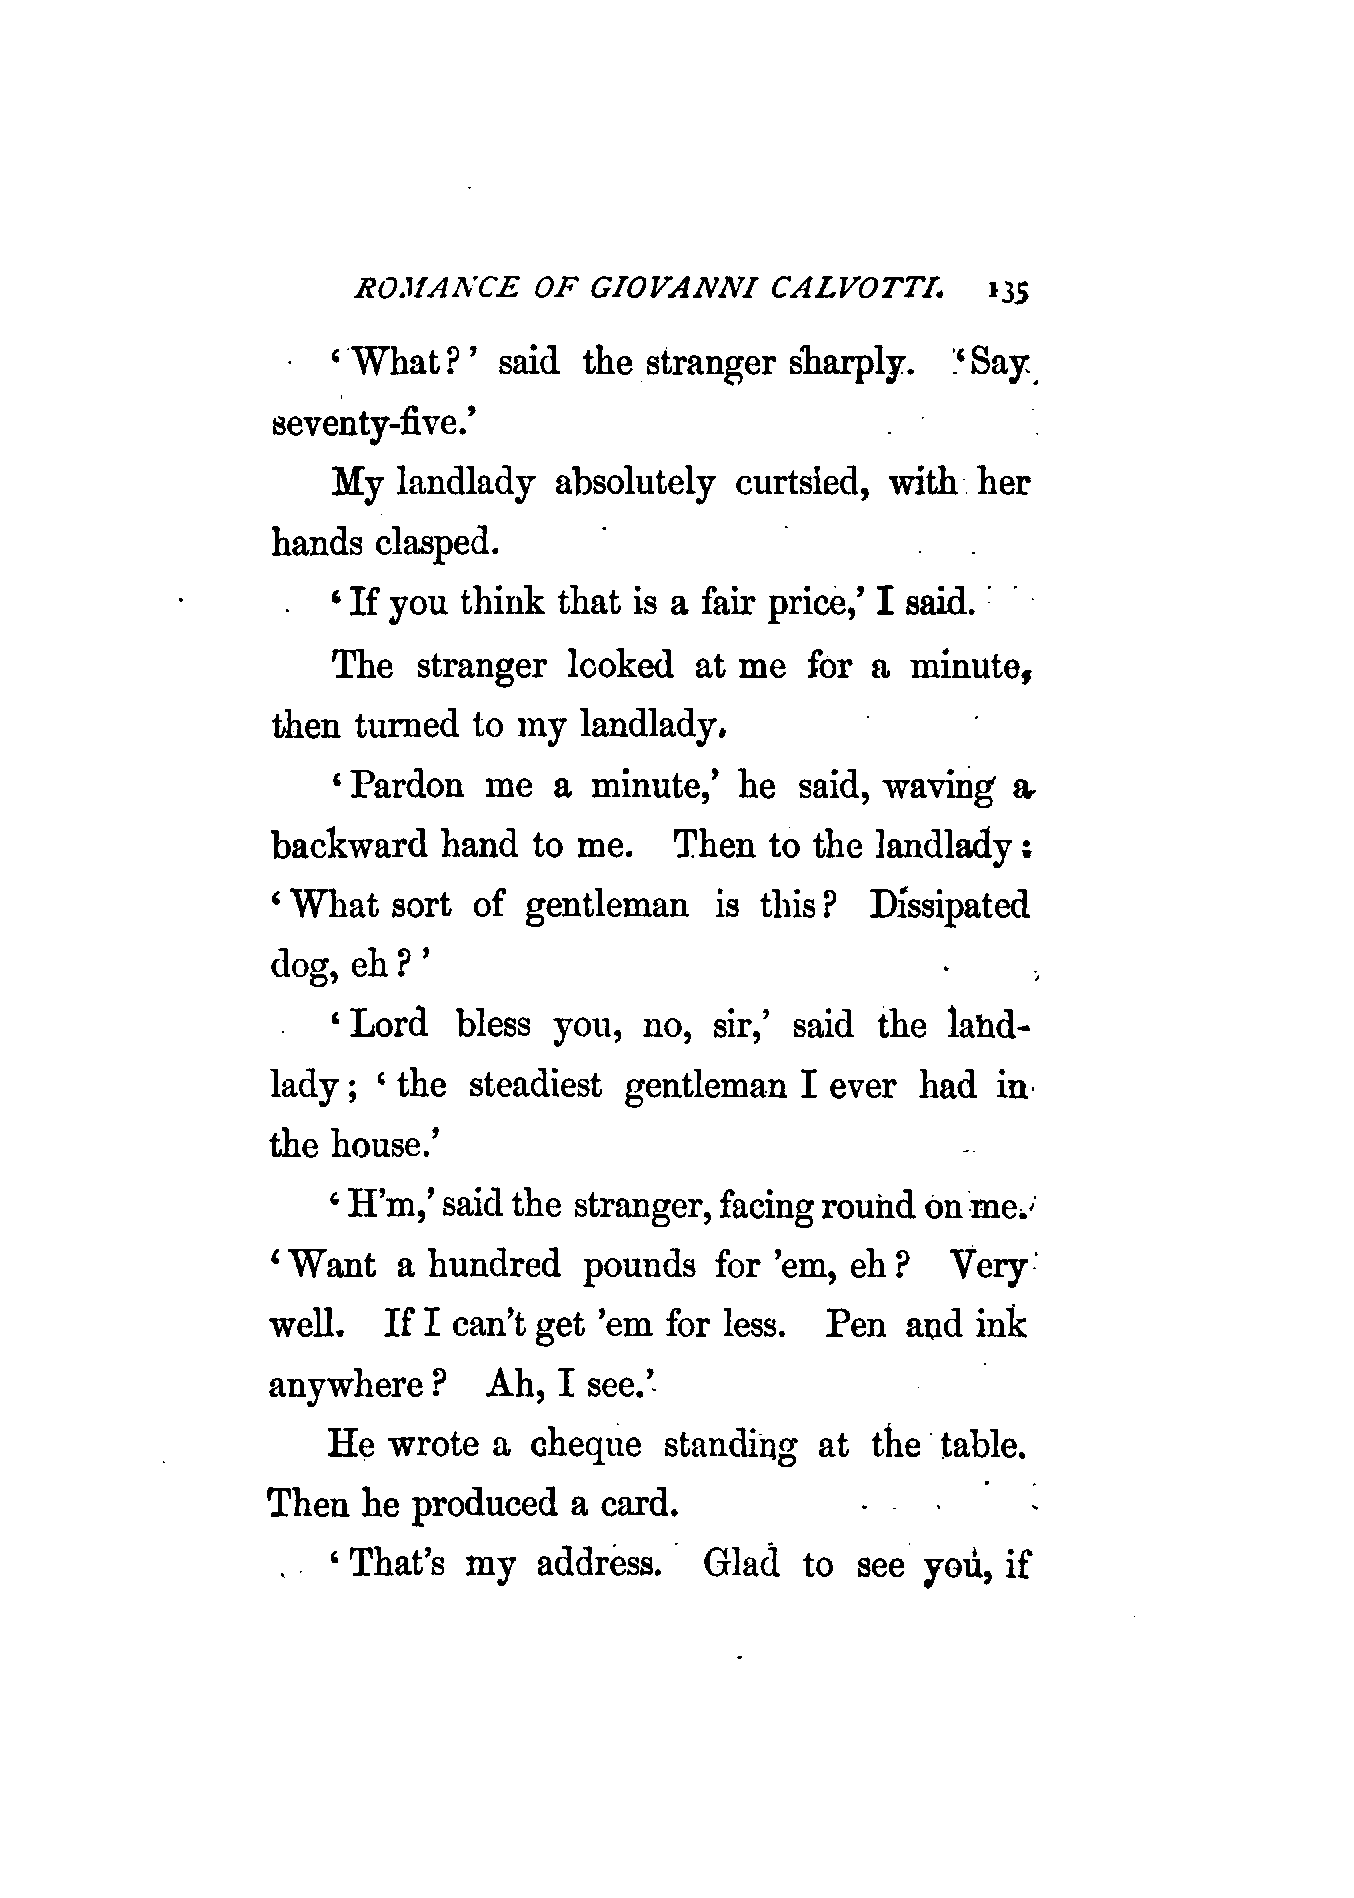 ROMANCE OF GIOVANNI CALVOTTI. 135
‘What?’ said the stranger sharply. ‘Say
seventy-five.’
My landlady absolutely curtsied, with her
hands clasped.
‘If you think that is a fair price,’ I said.
The stranger looked at me for a minute,
then turned to my landlady.
‘Pardon me a minute,’ he said, waving a
backward hand to me. Then to the landlady:
‘What sort of gentleman is this? Dissipated
dog, eh?’
‘Lord bless you, no, sir,’ said the land-
lady; ‘the steadiest gentleman I ever had in
the house.’
‘H’m,’ said the stranger, facing round on me.
‘Want a hundred pounds for ’em, eh? Very
well. If I can’t get ’em for less. Pen and ink
anywhere? Ah, I see.’
He wrote a cheque standing at the table.
Then he produced a card.
‘That’s my address. Glad to see you, if